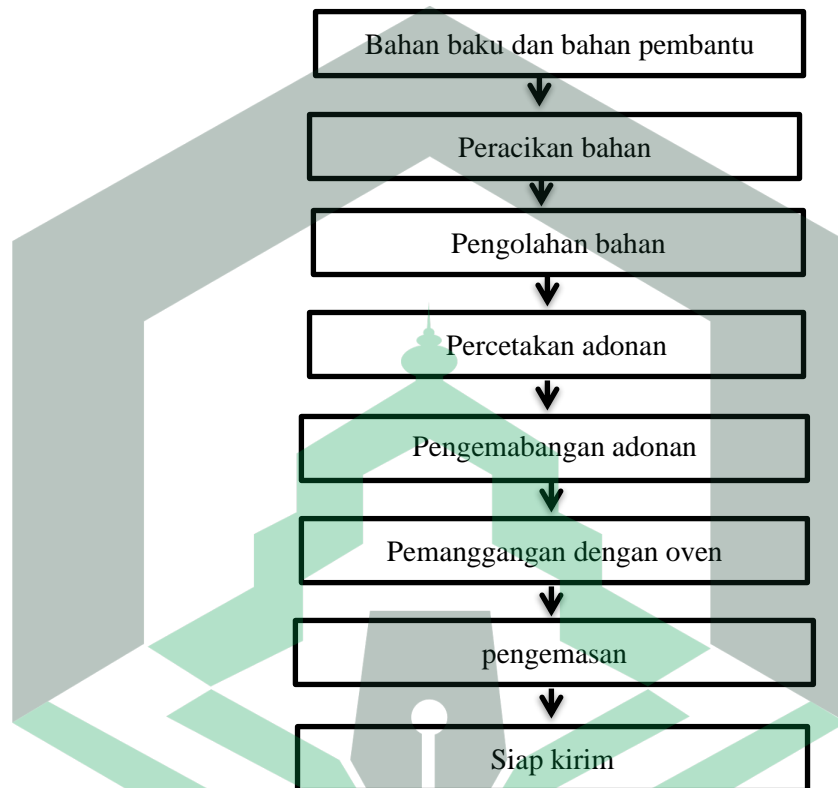 Bahan baku dan bahan pembantu
Peracikan bahan
Pengolahan bahan
Percetakan adonan
Pengemabangan adonan
Pemanggangan dengan oven
pengemasan
Siap kirim